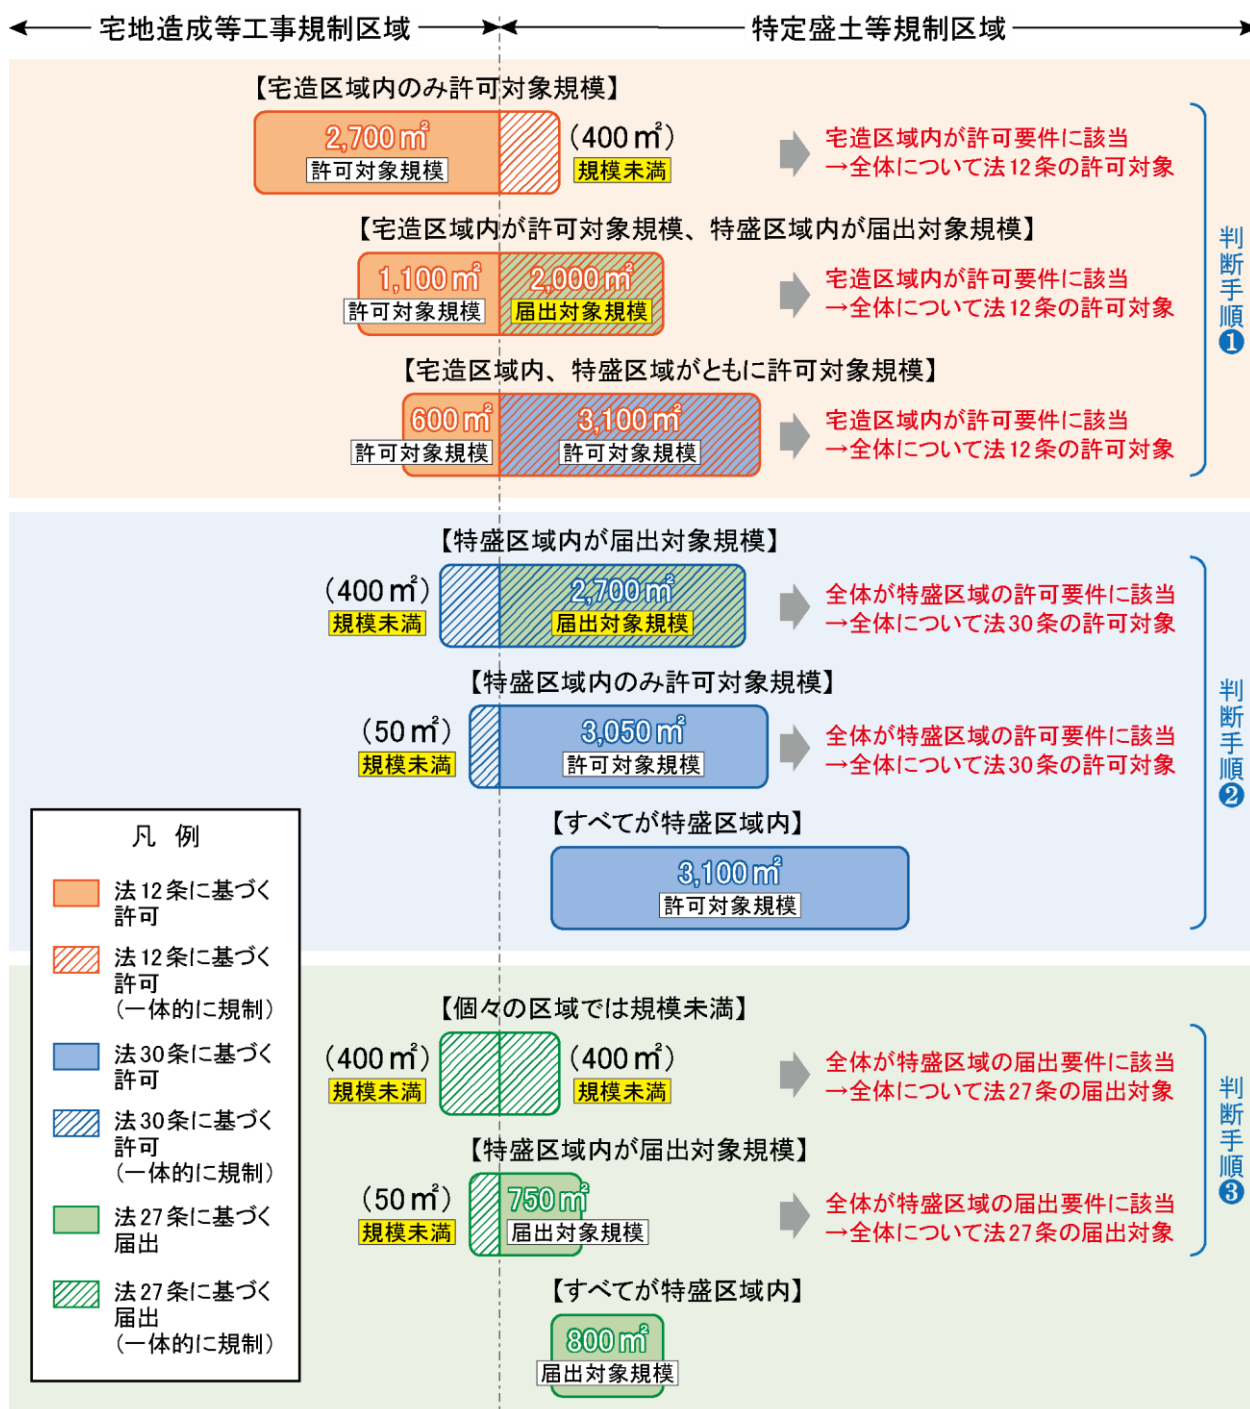 宅地造成等工事規制区域
特定盛土等規制区域
【宅造区域内のみ許可対象規模】
2,700㎡
許可対象規模
(400㎡)
規模未満
宅造区域内が許可要件に該当
→全体について法12条の許可対象
【宅造区域内が許可対象規模、特盛区域内が届出対象規模】
1,100㎡
許可対象規模
2,000㎡
届出対象規模
宅造区域内が許可要件に該当
→全体について法12条の許可対象
【宅造区域内、特盛区域がともに許可対象規模】
600㎡
許可対象規模
3,100㎡
許可対象規模
宅造区域内が許可要件に該当
→全体について法12条の許可対象
判断手順❶
【特盛区域内が届出対象規模】
(400㎡)
規模未満
2,700㎡
届出対象規模
全体が特盛区域の許可要件に該当
→全体について法30条の許可対象
【特盛区域内のみ許可対象規模】
(50㎡)
規模未満
3,050㎡
許可対象規模
全体が特盛区域の許可要件に該当
→全体について法30条の許可対象
【すべてが特盛区域内】
3,100㎡
許可対象規模
判断手順❷
【個々の区域では規模未満】
(400㎡)
規模未満
(400㎡)
規模未満
全体が特盛区域の届出要件に該当
→全体について法27条の届出対象
【特盛区域内が届出対象規模】
(50㎡)
規模未満
750㎡
届出対象規模
全体が特盛区域の届出要件に該当
→全体について法27条の届出対象
【すべてが特盛区域内】
800㎡
届出対象規模
判断手順❸
凡 例
法12条に基づく
許可
法12条に基づく
許可
(一体的に規制)
法30条に基づく
許可
法30条に基づく
許可
(一体的に規制)
法27条に基づく
届出
法27条に基づく
届出
(一体的に規制)